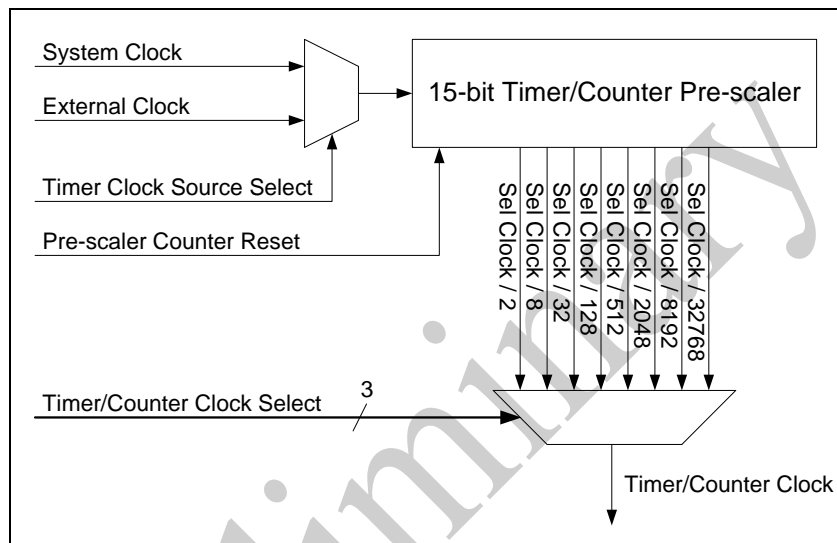 System Clock
External Clock
15-bit Timer/Counter Pre-scaler
Timer Clock Source Select
Pre-scaler Counter Reset
Sel Clock / 2
Sel Clock / 8
Sel Clock / 32
Sel Clock / 128
Sel Clock / 512
Sel Clock / 2048
Sel Clock / 8192
Sel Clock / 32768
Timer/Counter Clock Select
3
Timer/Counter Clock
liminary